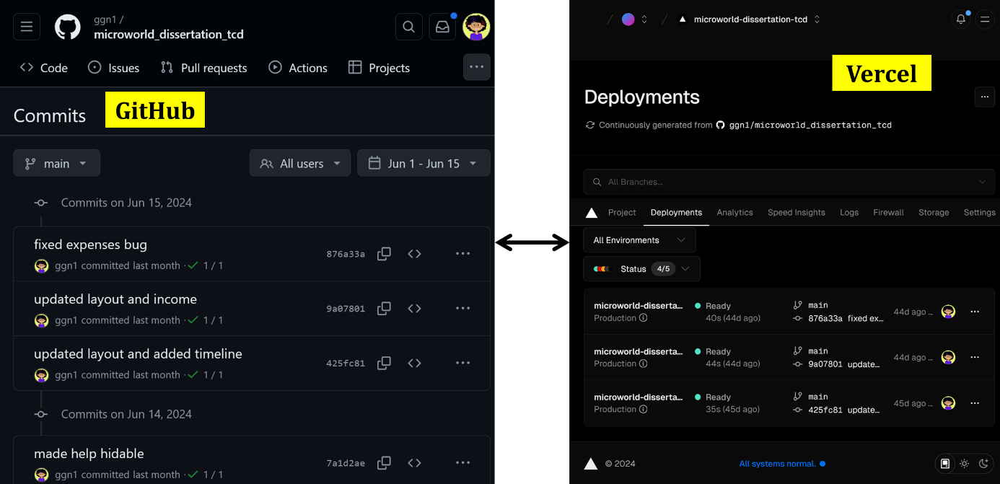 ggn1 /
microworld_dissertation_tcd
Code
Issues
Pull requests
Actions
Projects
Commits
GitHub
main
All users
Jun 1 - Jun 15
Commits on Jun 15, 2024
fixed expenses bug
876a33a
ggn1 committed last month · 1 / 1
updated layout and income
9a07801
ggn1 committed last month · 1 / 1
updated layout and added timeline
425fc81
ggn1 committed last month · 1 / 1
Commits on Jun 14, 2024
made help hidable
7a1d2ae
ggn1 committed last month · 1 / 1
/ / microworld-dissertation-tcd
Vercel
Deployments
Continuously generated from ggn1/microworld_dissertation_tcd
All Branches...
Project Deployments Analytics Speed Insights Logs Firewall Storage Settings
All Environments
Status 4/5
microworld-disserta... Ready main
Production 40s (44d ago) 876a33a fixed ex... 44d ago ...
microworld-disserta... Ready main
Production 44s (44d ago) 9a07801 update... 44d ago ...
microworld-disserta... Ready main
Production 35s (45d ago) 425fc81 update... 45d ago ...
© 2024
All systems normal.